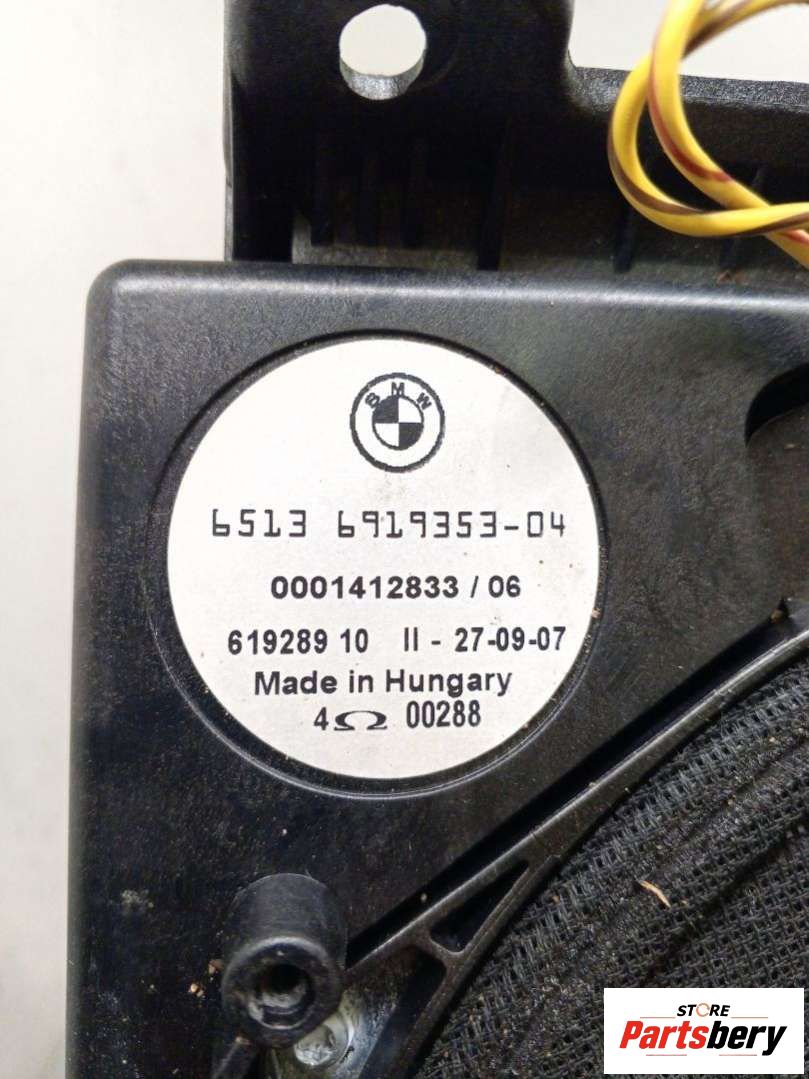 BMW
6513 6919353-04
0001412833 / 06
619289 10 II - 27-09-07
Made in Hungary
4Ω 00288
STORE
Partsbery